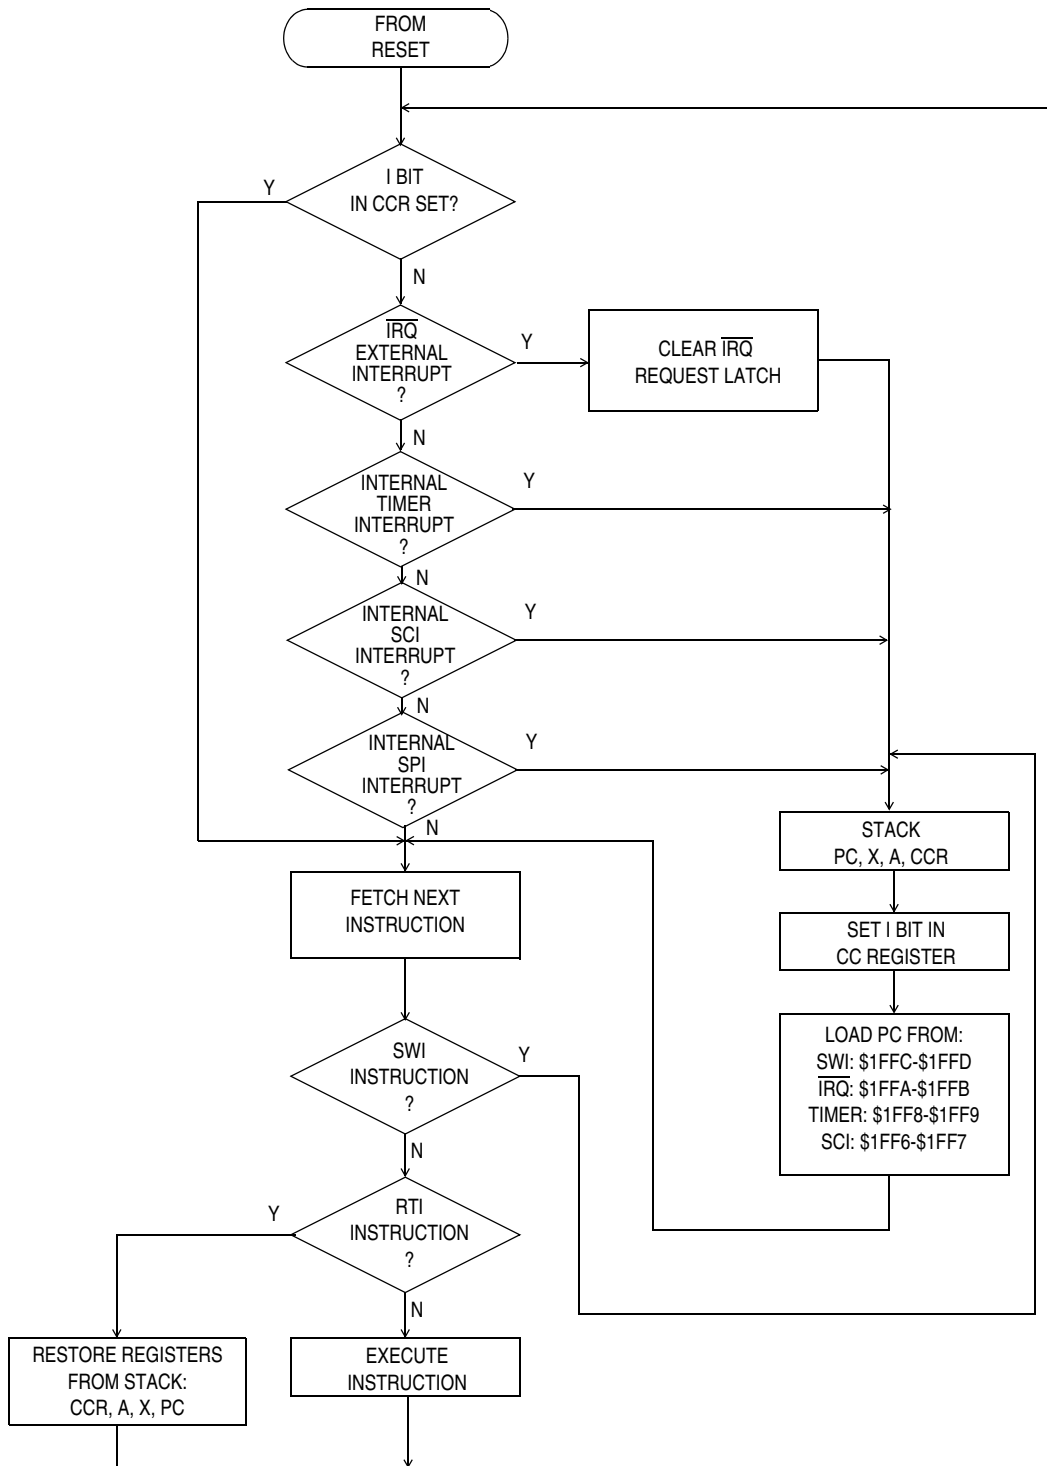 FROM
RESET
I BIT
IN CCR SET?
Y
N
IRQ
EXTERNAL
INTERRUPT
?
Y
CLEAR IRQ
REQUEST LATCH
N
INTERNAL
TIMER
INTERRUPT
?
Y
N
INTERNAL
SCI
INTERRUPT
?
Y
N
INTERNAL
SPI
INTERRUPT
?
Y
N
STACK
PC, X, A, CCR
SET I BIT IN
CC REGISTER
LOAD PC FROM:
SWI: $1FFC-$1FFD
IRQ: $1FFA-$1FFB
TIMER: $1FF8-$1FF9
SCI: $1FF6-$1FF7
FETCH NEXT
INSTRUCTION
SWI
INSTRUCTION
?
Y
N
RTI
INSTRUCTION
?
Y
N
RESTORE REGISTERS
FROM STACK:
CCR, A, X, PC
EXECUTE
INSTRUCTION